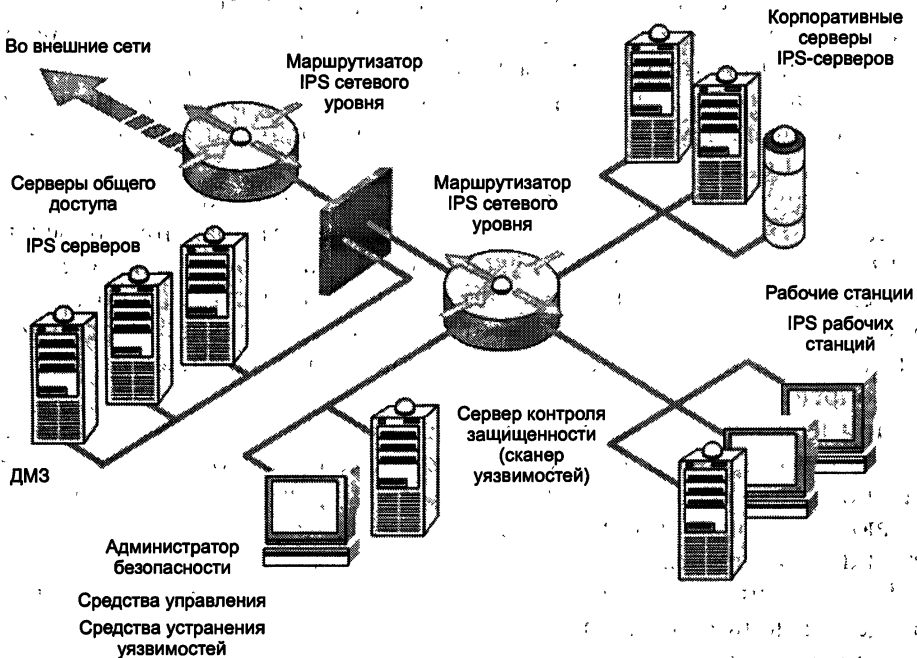 Во внешние сети
Маршрутизатор
IPS сетевого
уровня
Корпоративные
серверы
IPS-серверов
Серверы общего
доступа
IPS серверов
Маршрутизатор
IPS сетевого
уровня
Рабочие станции
IPS рабочих
станций
Сервер контроля
защищенности
(сканер
уязвимостей)
ДМЗ
Администратор
безопасности
Средства управления
Средства устранения
уязвимостей